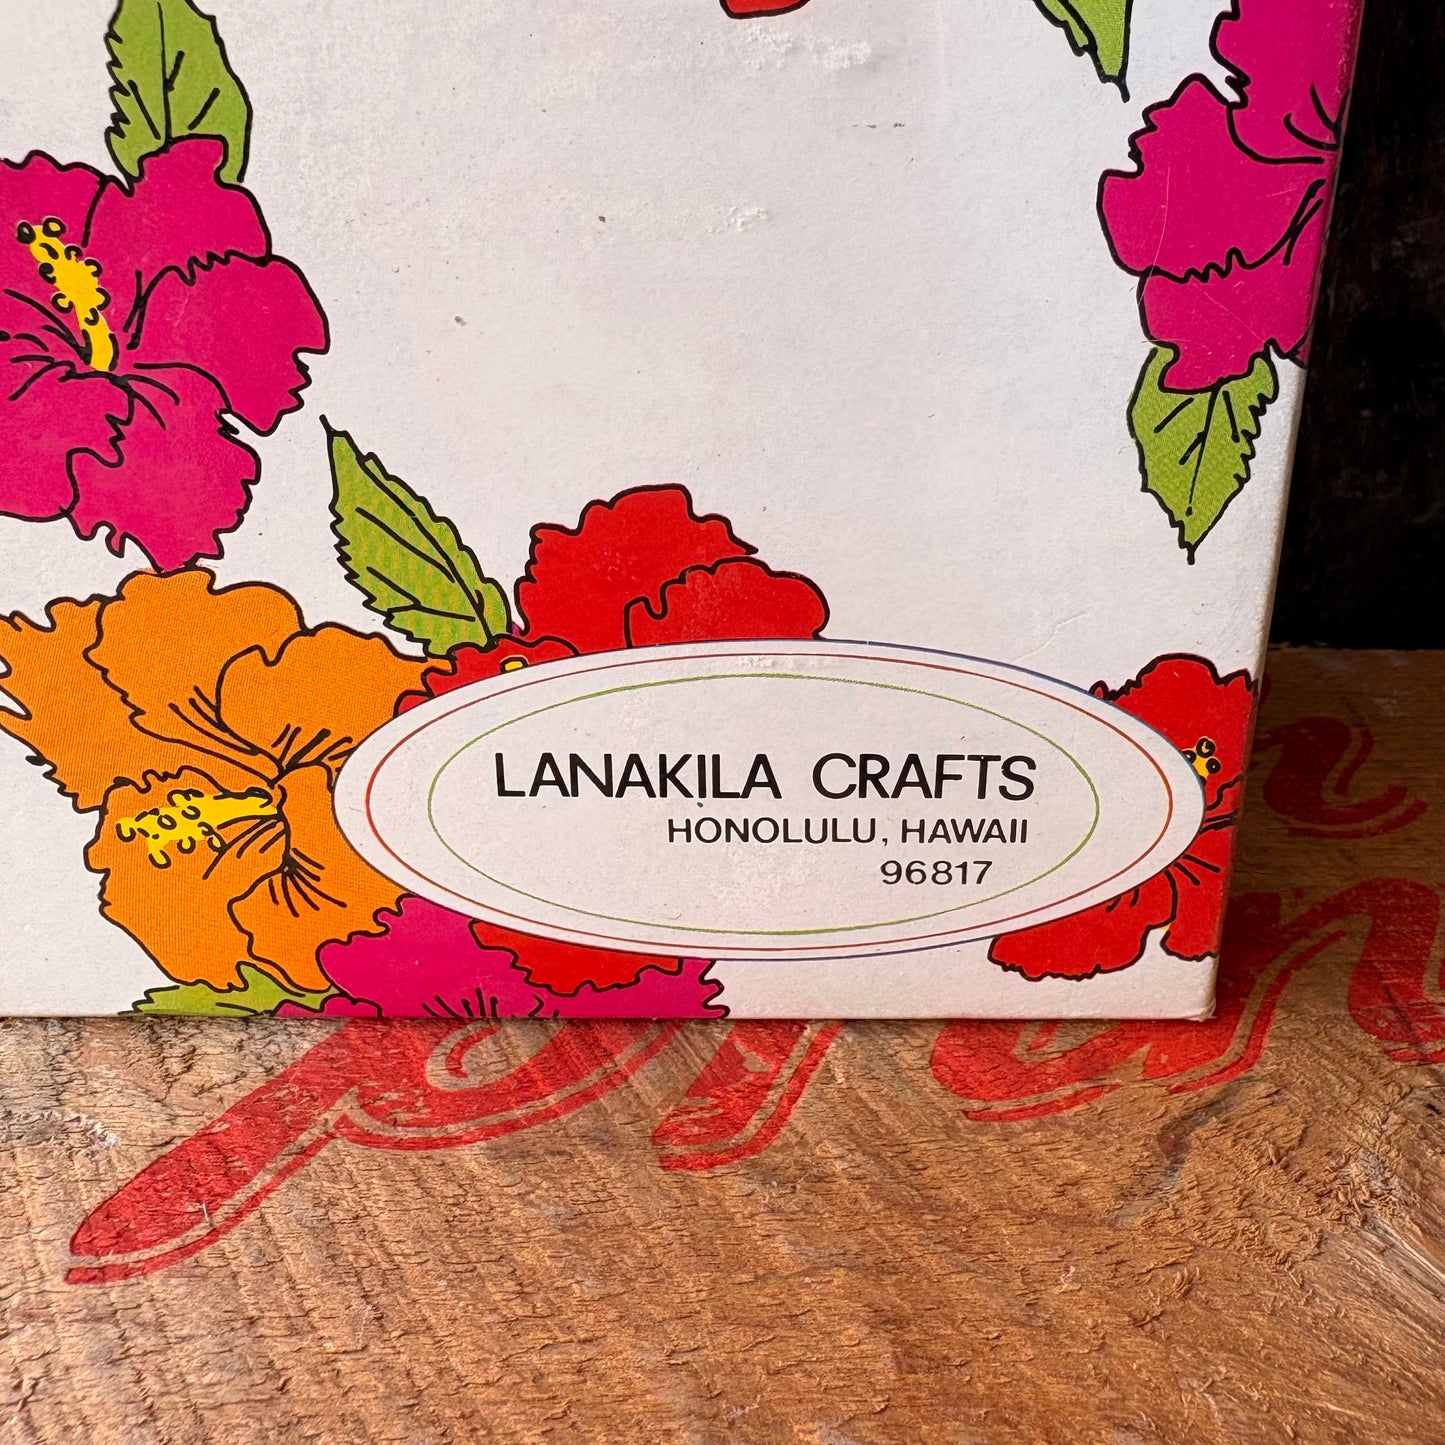 LANAKILA CRAFTS
HONOLULU, HAWAII
96817